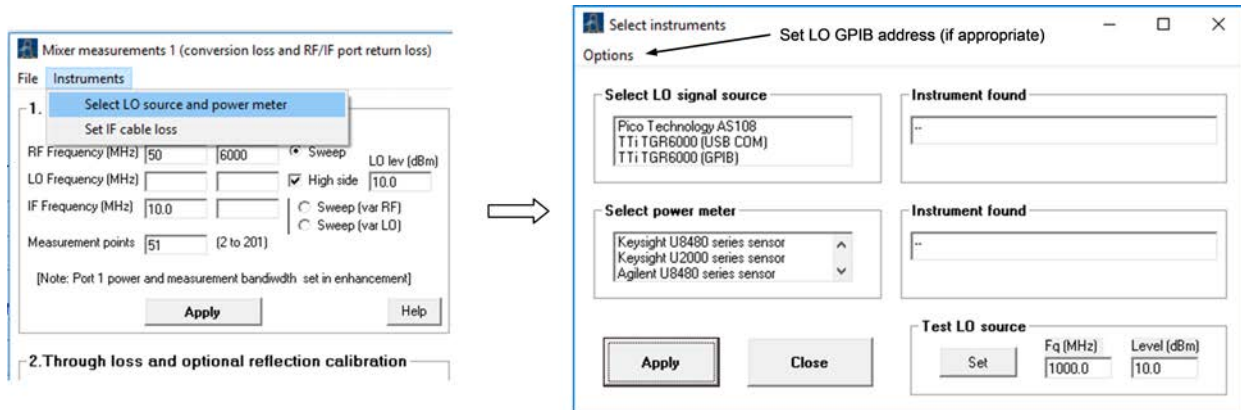 Mixer measurements 1 (conversion loss and RF/IF port return loss)
File Instruments
1.
Select LO source and power meter
Set IF cable loss
RF Frequency (MHz) 50 6000 Sweep
LO lev (dBm)
LO Frequency (MHz) High side 10.0
IF Frequency (MHz) 10.0 Sweep (var RF)
Sweep (var LO)
Measurement points 51 (2 to 201)
[Note: Port 1 power and measurement bandiwdth set in enhancement]
Apply Help
2.Through loss and optional reflection calibration
Select instruments
Set LO GPIB address (if appropriate)
Options
Select LO signal source
Pico Technology AS108
TTi TGR6000 (USB COM)
TTi TGR6000 (GPIB)
Instrument found
--
Select power meter
Keysight U8480 series sensor
Keysight U2000 series sensor
Agilent U8480 series sensor
Instrument found
--
Apply Close
Test LO source
Fq (MHz) Level (dBm)
Set 1000.0 10.0